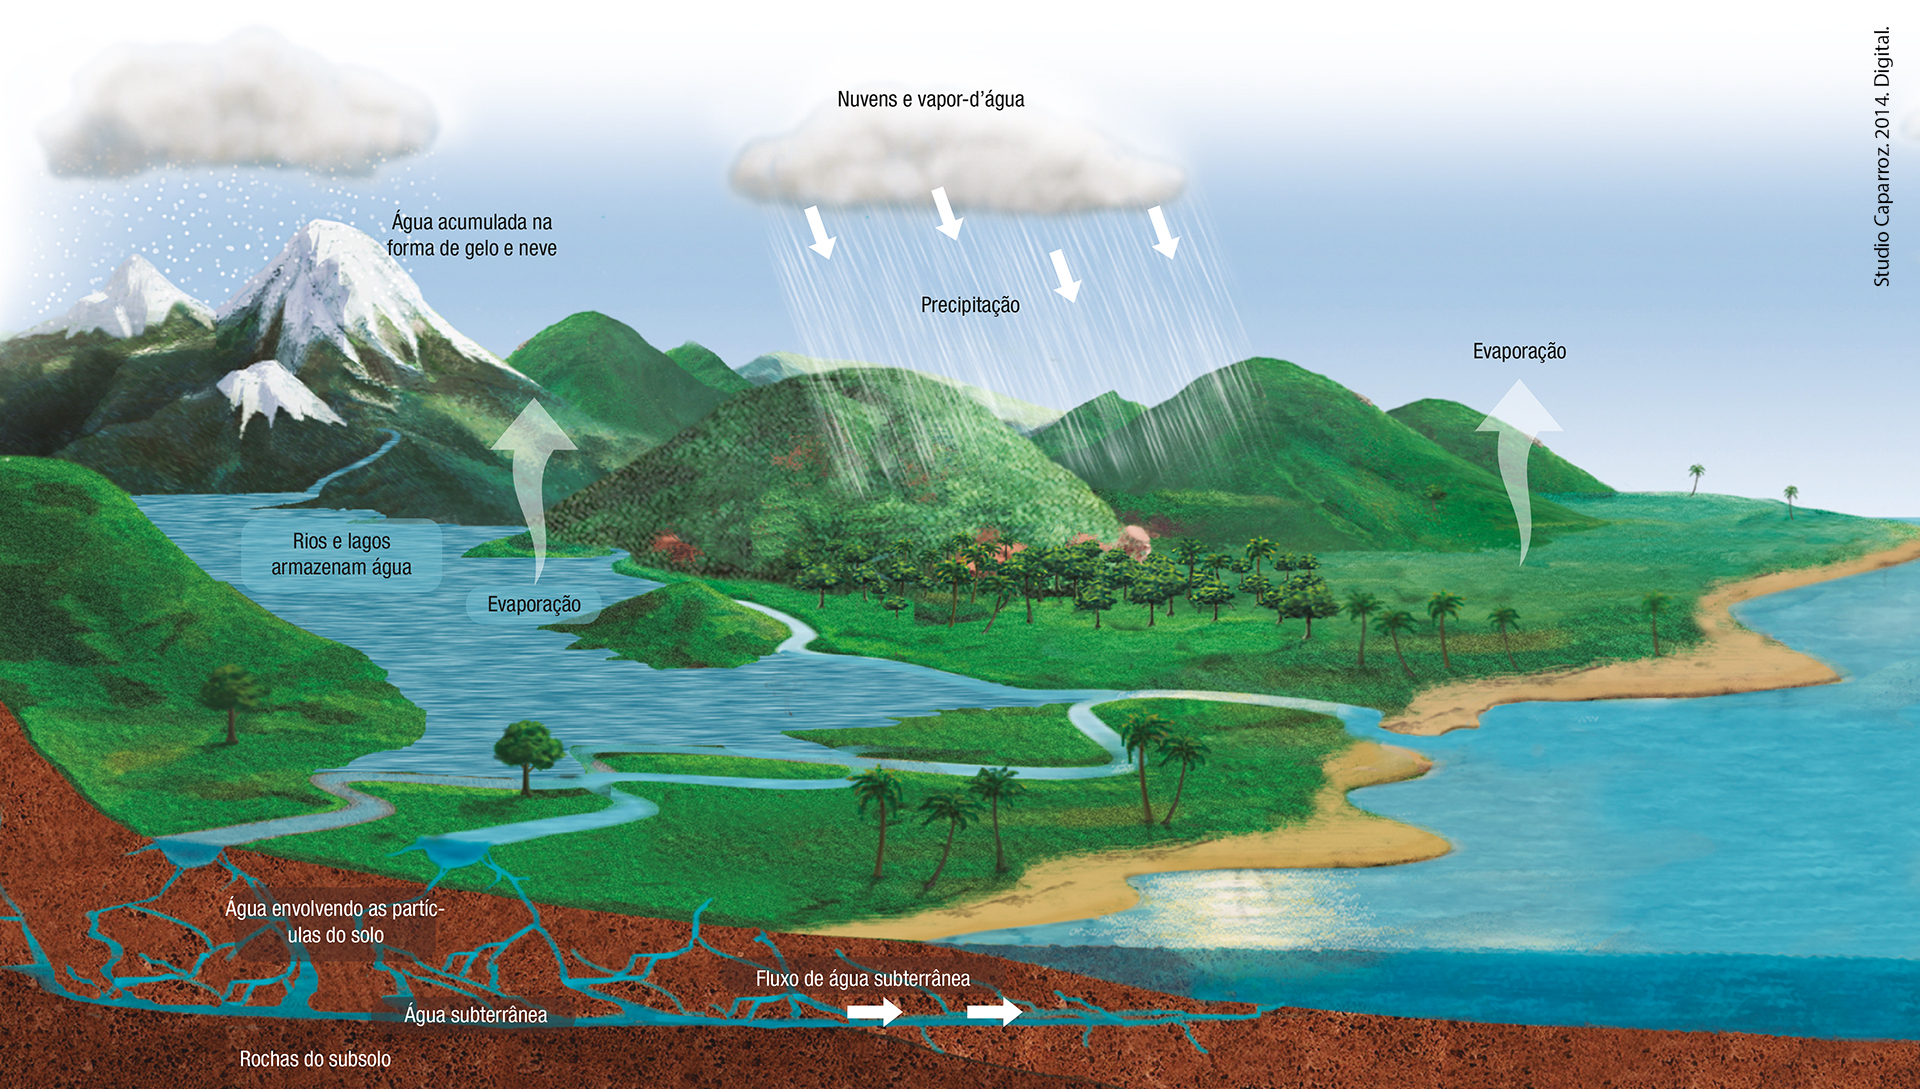 Studio Caparroz. 2014. Digital.
Nuvens e vapor-d’água
Água acumulada na
forma de gelo e neve
Precipitação
Evaporação
Rios e lagos
armazenam água
Evaporação
Água envolvendo as partíc-
ulas do solo
Fluxo de água subterrânea
Água subterrânea
Rochas do subsolo